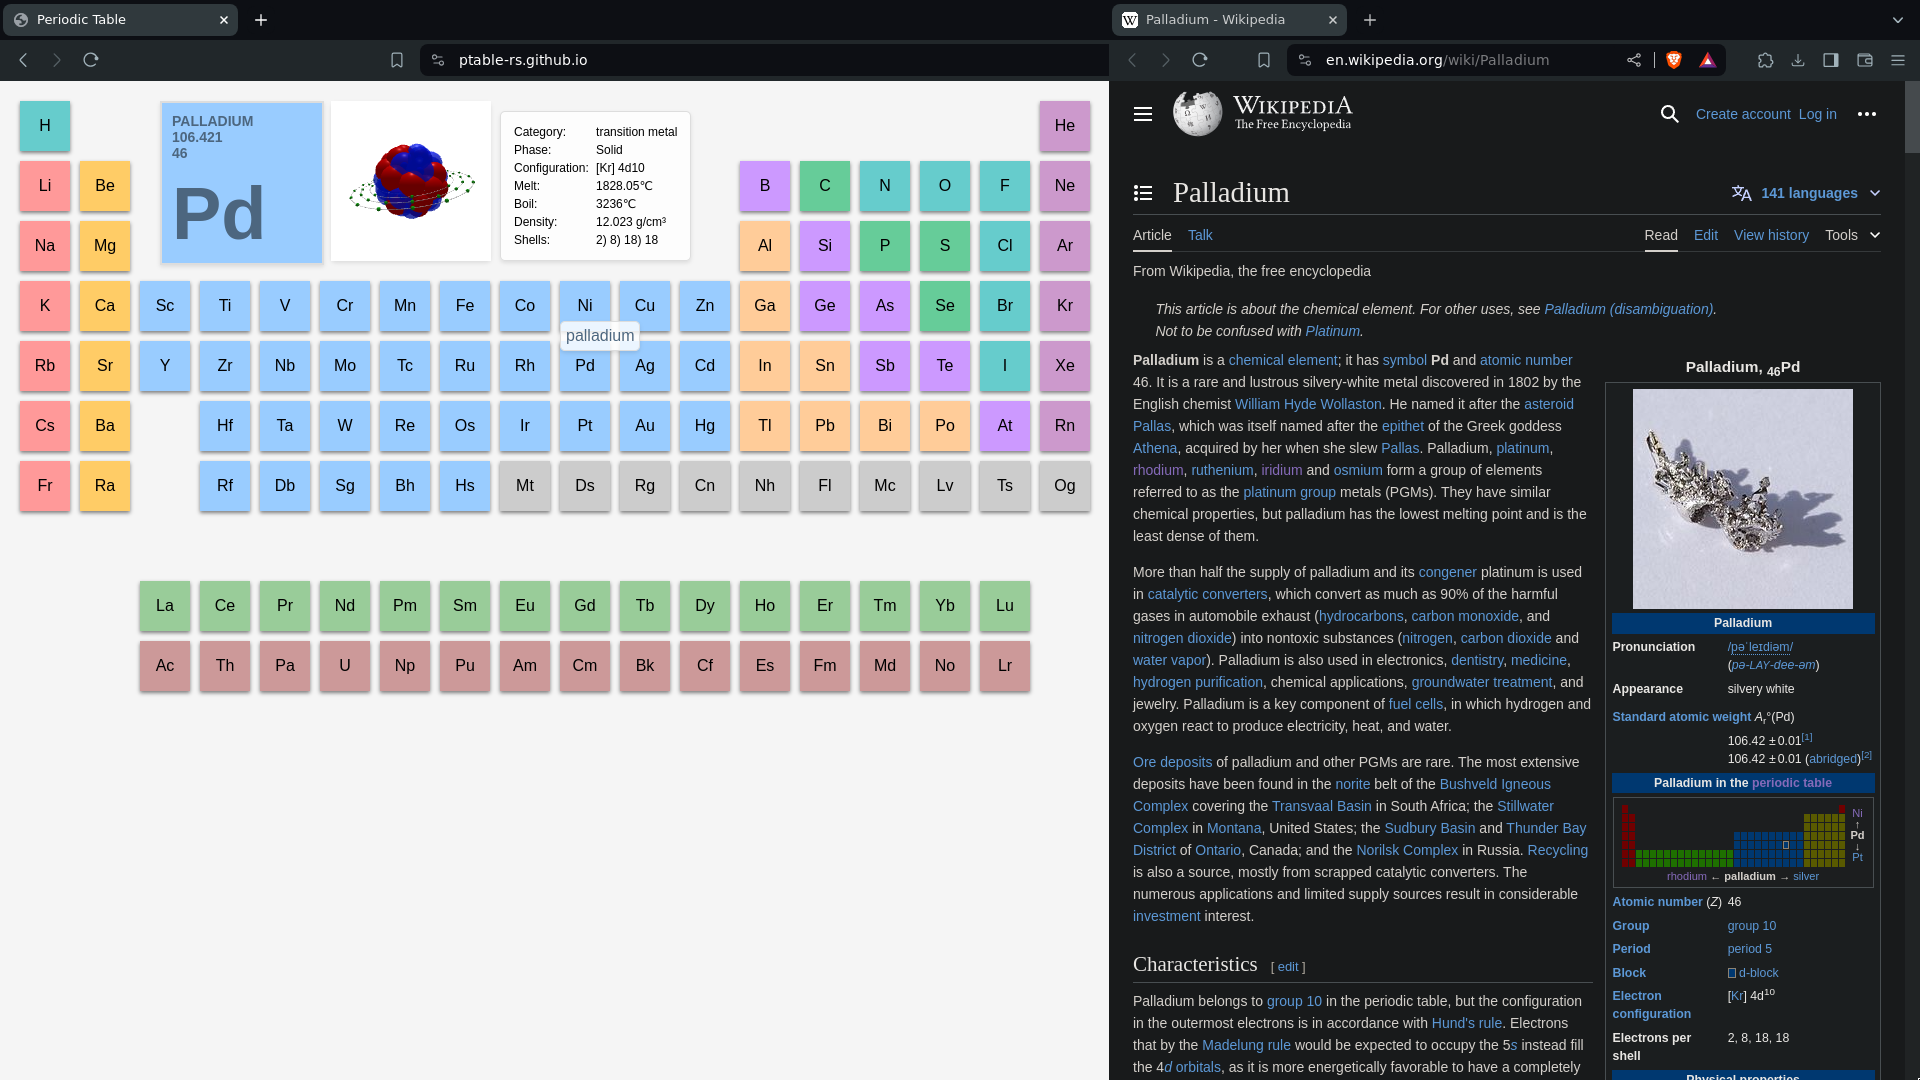 Periodic Table
ptable-rs.github.io
H
PALLADIUM
106.421
46
Pd
Category: transition metal
Phase: Solid
Configuration: [Kr] 4d10
Melt: 1828.05℃
Boil: 3236℃
Density: 12.023 g/cm³
Shells: 2) 8) 18) 18
He
Li Be B C N O F Ne
Na Mg Al Si P S Cl Ar
K Ca Sc Ti V Cr Mn Fe Co Ni Cu Zn Ga Ge As Se Br Kr
palladium
Rb Sr Y Zr Nb Mo Tc Ru Rh Pd Ag Cd In Sn Sb Te I Xe
Cs Ba Hf Ta W Re Os Ir Pt Au Hg Tl Pb Bi Po At Rn
Fr Ra Rf Db Sg Bh Hs Mt Ds Rg Cn Nh Fl Mc Lv Ts Og
La Ce Pr Nd Pm Sm Eu Gd Tb Dy Ho Er Tm Yb Lu
Ac Th Pa U Np Pu Am Cm Bk Cf Es Fm Md No Lr
W Palladium - Wikipedia
en.wikipedia.org/wiki/Palladium
WIKIPEDIA
The Free Encyclopedia
Create account Log in
Palladium
141 languages
Article Talk Read Edit View history Tools
From Wikipedia, the free encyclopedia
This article is about the chemical element. For other uses, see Palladium (disambiguation).
Not to be confused with Platinum.
Palladium is a chemical element; it has symbol Pd and atomic number
46. It is a rare and lustrous silvery-white metal discovered in 1802 by the
English chemist William Hyde Wollaston. He named it after the asteroid
Pallas, which was itself named after the epithet of the Greek goddess
Athena, acquired by her when she slew Pallas. Palladium, platinum,
rhodium, ruthenium, iridium and osmium form a group of elements
referred to as the platinum group metals (PGMs). They have similar
chemical properties, but palladium has the lowest melting point and is the
least dense of them.
More than half the supply of palladium and its congener platinum is used
in catalytic converters, which convert as much as 90% of the harmful
gases in automobile exhaust (hydrocarbons, carbon monoxide, and
nitrogen dioxide) into nontoxic substances (nitrogen, carbon dioxide and
water vapor). Palladium is also used in electronics, dentistry, medicine,
hydrogen purification, chemical applications, groundwater treatment, and
jewelry. Palladium is a key component of fuel cells, in which hydrogen and
oxygen react to produce electricity, heat, and water.
Ore deposits of palladium and other PGMs are rare. The most extensive
deposits have been found in the norite belt of the Bushveld Igneous
Complex covering the Transvaal Basin in South Africa; the Stillwater
Complex in Montana, United States; the Sudbury Basin and Thunder Bay
District of Ontario, Canada; and the Norilsk Complex in Russia. Recycling
is also a source, mostly from scrapped catalytic converters. The
numerous applications and limited supply sources result in considerable
investment interest.
Characteristics [ edit ]
Palladium belongs to group 10 in the periodic table, but the configuration
in the outermost electrons is in accordance with Hund's rule. Electrons
that by the Madelung rule would be expected to occupy the 5s instead fill
the 4d orbitals, as it is more energetically favorable to have a completely
Palladium, 46Pd
Palladium
Pronunciation /pəˈleɪdiəm/
(pə-LAY-dee-əm)
Appearance silvery white
Standard atomic weight Ar°(Pd)
106.42 ± 0.01[1]
106.42 ± 0.01 (abridged)[2]
Palladium in the periodic table
Ni
↑
Pd
↓
Pt
rhodium ← palladium → silver
Atomic number (Z) 46
Group group 10
Period period 5
Block d-block
Electron configuration [Kr] 4d10
Electrons per shell 2, 8, 18, 18
Physical properties